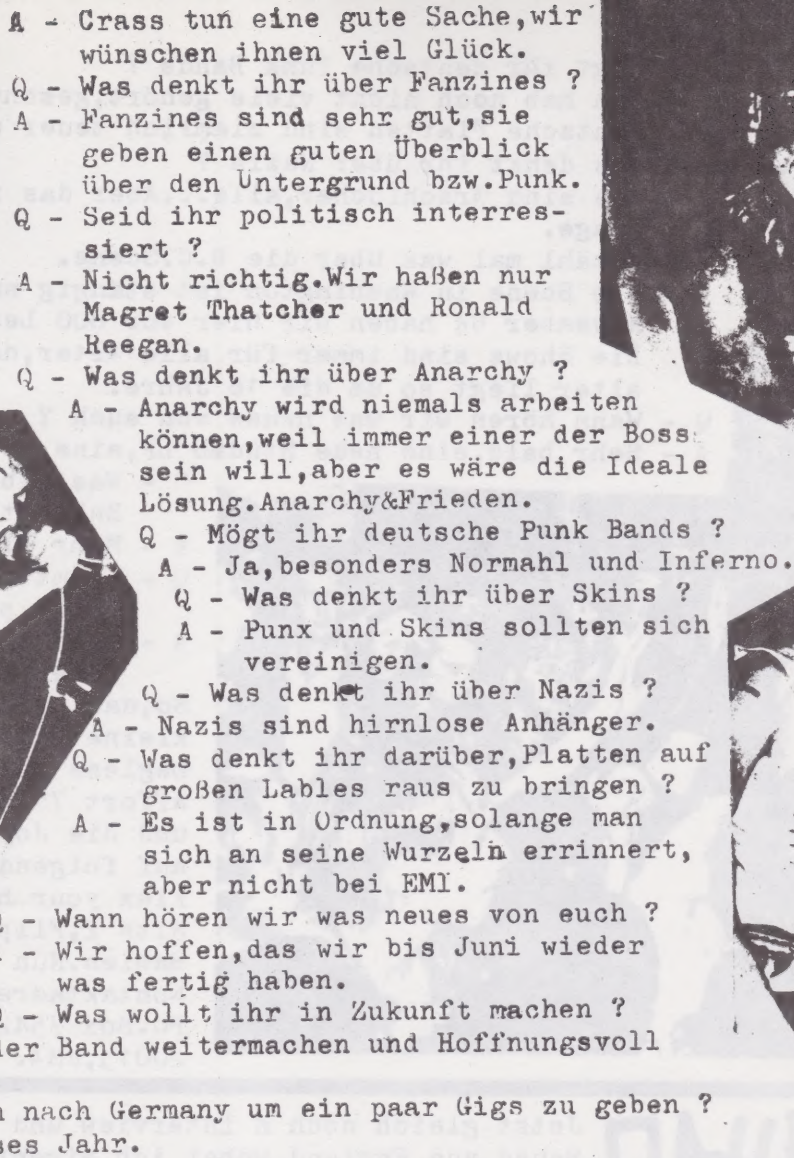 A - Crass tun eine gute Sache,wir
wünschen ihnen viel Glück.
Q - Was denkt ihr über Fanzines ?
A - Fanzines sind sehr gut,sie
geben einen guten Überblick
über den Untergrund bzw.Punk.
Q - Seid ihr politisch interres-
siert ?
A   Nicht richtig.Wir haßen nur
Magret Thatcher und Ronald
Reegan.
Q - Was denkt ihr über Anarchy ?
A - Anarchy wird niemals arbeiten
können,weil immer einer der Boss
sein will,aber es wäre die Ideale
Lösung.Anarchy&Frieden.
Q - Mögt ihr deutsche Punk Bands ?
A - Ja,besonders Normahl und Inferno.
Q - Was denkt ihr über Skins ?
A - Punx und Skins sollten sich
vereinigen.
Q - Was denkt ihr über Nazis ?
A - Nazis sind hirnlose Anhänger.
Q - Was denkt ihr darüber,Platten auf
großen Lables raus zu bringen ?
A - Es ist in Ordnung,solange man
sich an seine Wurzeln errinnert,
aber nicht bei EMI.
- Wann hören wir was neues von euch ?
- Wir hoffen,das wir bis Juni wieder
was fertig haben.
- Was wollt ihr in Zukunft machen ?
der Band weitermachen und Hoffnungsvoll
nach Germany um ein paar Gigs zu geben ?
ses Jahr.